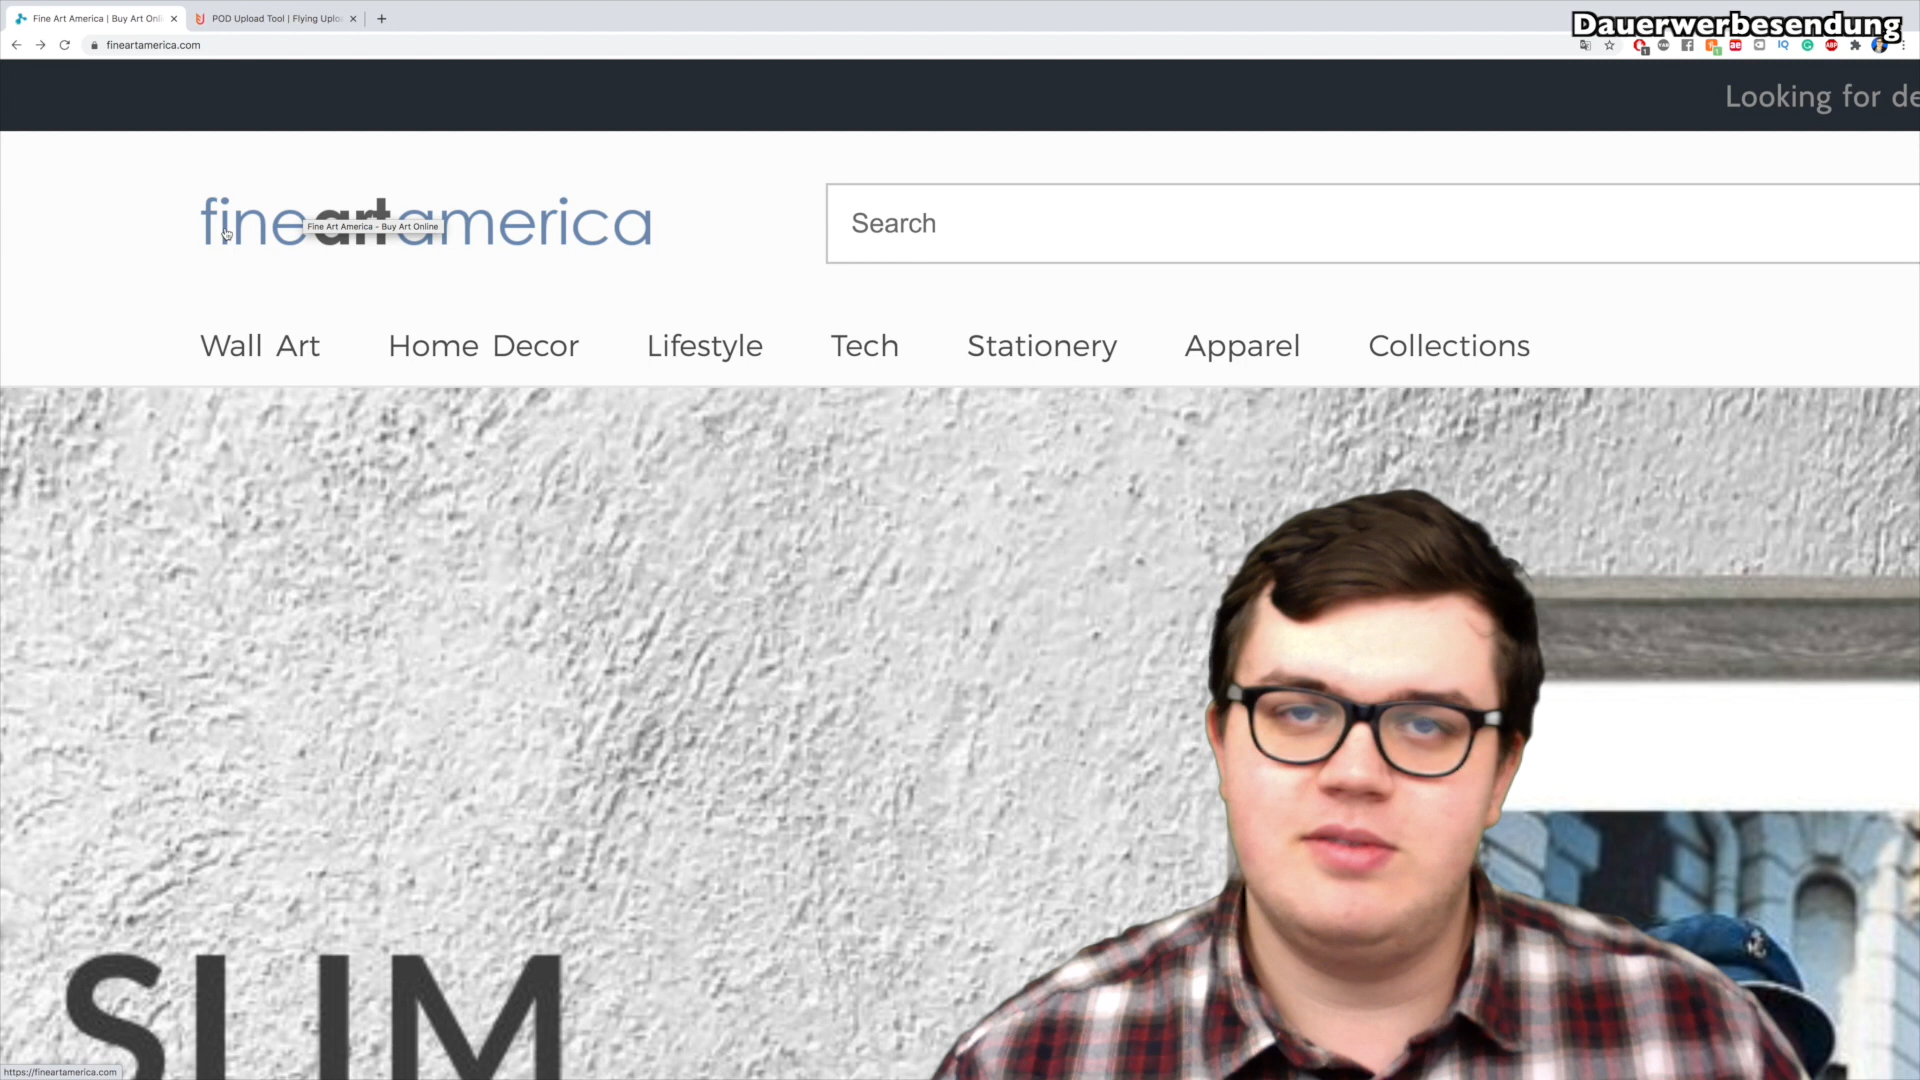 Fine Art America | Buy Art Onli
POD Upload Tool | Flying Uplo
Dauerwerbesendung
fineartamerica.com
Looking for de
fineartamerica
Fine Art America - Buy Art Online
Search
Wall Art
Home Decor
Lifestyle
Tech
Stationery
Apparel
Collections
SLIM
https://fineartamerica.com